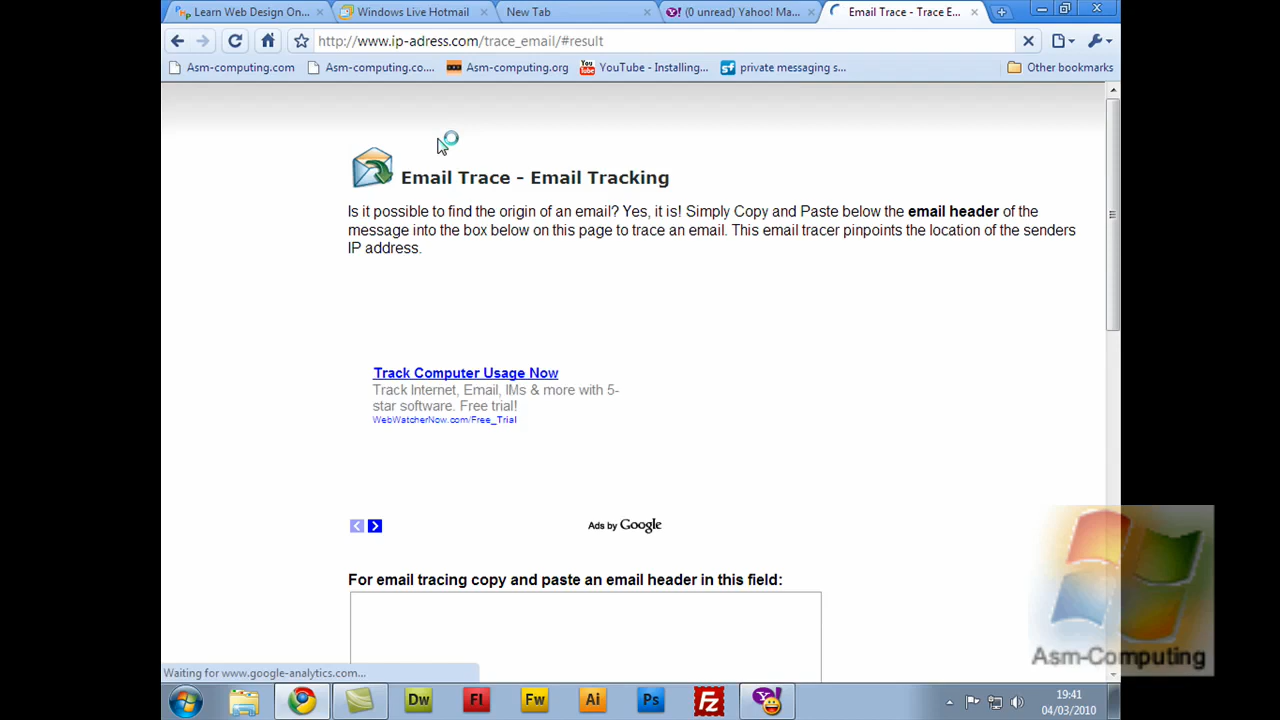 Learn Web Design On...
Windows Live Hotmail
New Tab
(0 unread) Yahoo! Ma...
Email Trace - Trace E...
http://www.ip-adress.com/trace_email/#result
Asm-computing.com
Asm-computing.co....
Asm-computing.org
YouTube - Installing...
private messaging s...
Other bookmarks
Email Trace - Email Tracking
Is it possible to find the origin of an email? Yes, it is! Simply Copy and Paste below the email header of the
message into the box below on this page to trace an email. This email tracer pinpoints the location of the senders
IP address.
Track Computer Usage Now
Track Internet, Email, IMs & more with 5-
star software. Free trial!
WebWatcherNow.com/Free_Trial
Ads by Google
For email tracing copy and paste an email header in this field:
Asm-Computing
Waiting for www.google-analytics.com...
Dw
Fl
Fw
Ai
Ps
Fz
19:41
04/03/2010